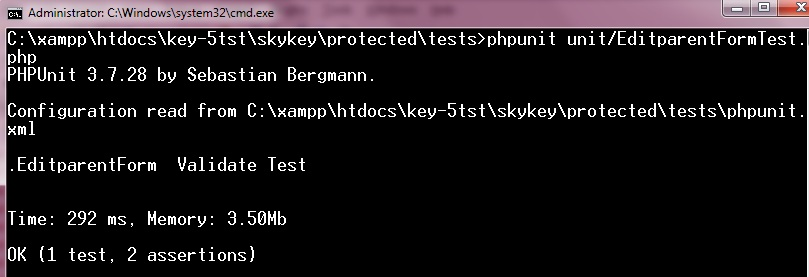 Administrator: C:\Windows\system32\cmd.exe
C:\xampp\htdocs\key-5tst\skykey\protected\tests>phpunit unit/EditparentFormTest.
php
PHPUnit 3.7.28 by Sebastian Bergmann.
Configuration read from C:\xampp\htdocs\key-5tst\skykey\protected\tests\phpunit.
xml
.EditparentForm  Validate Test
Time: 292 ms, Memory: 3.50Mb
OK (1 test, 2 assertions)